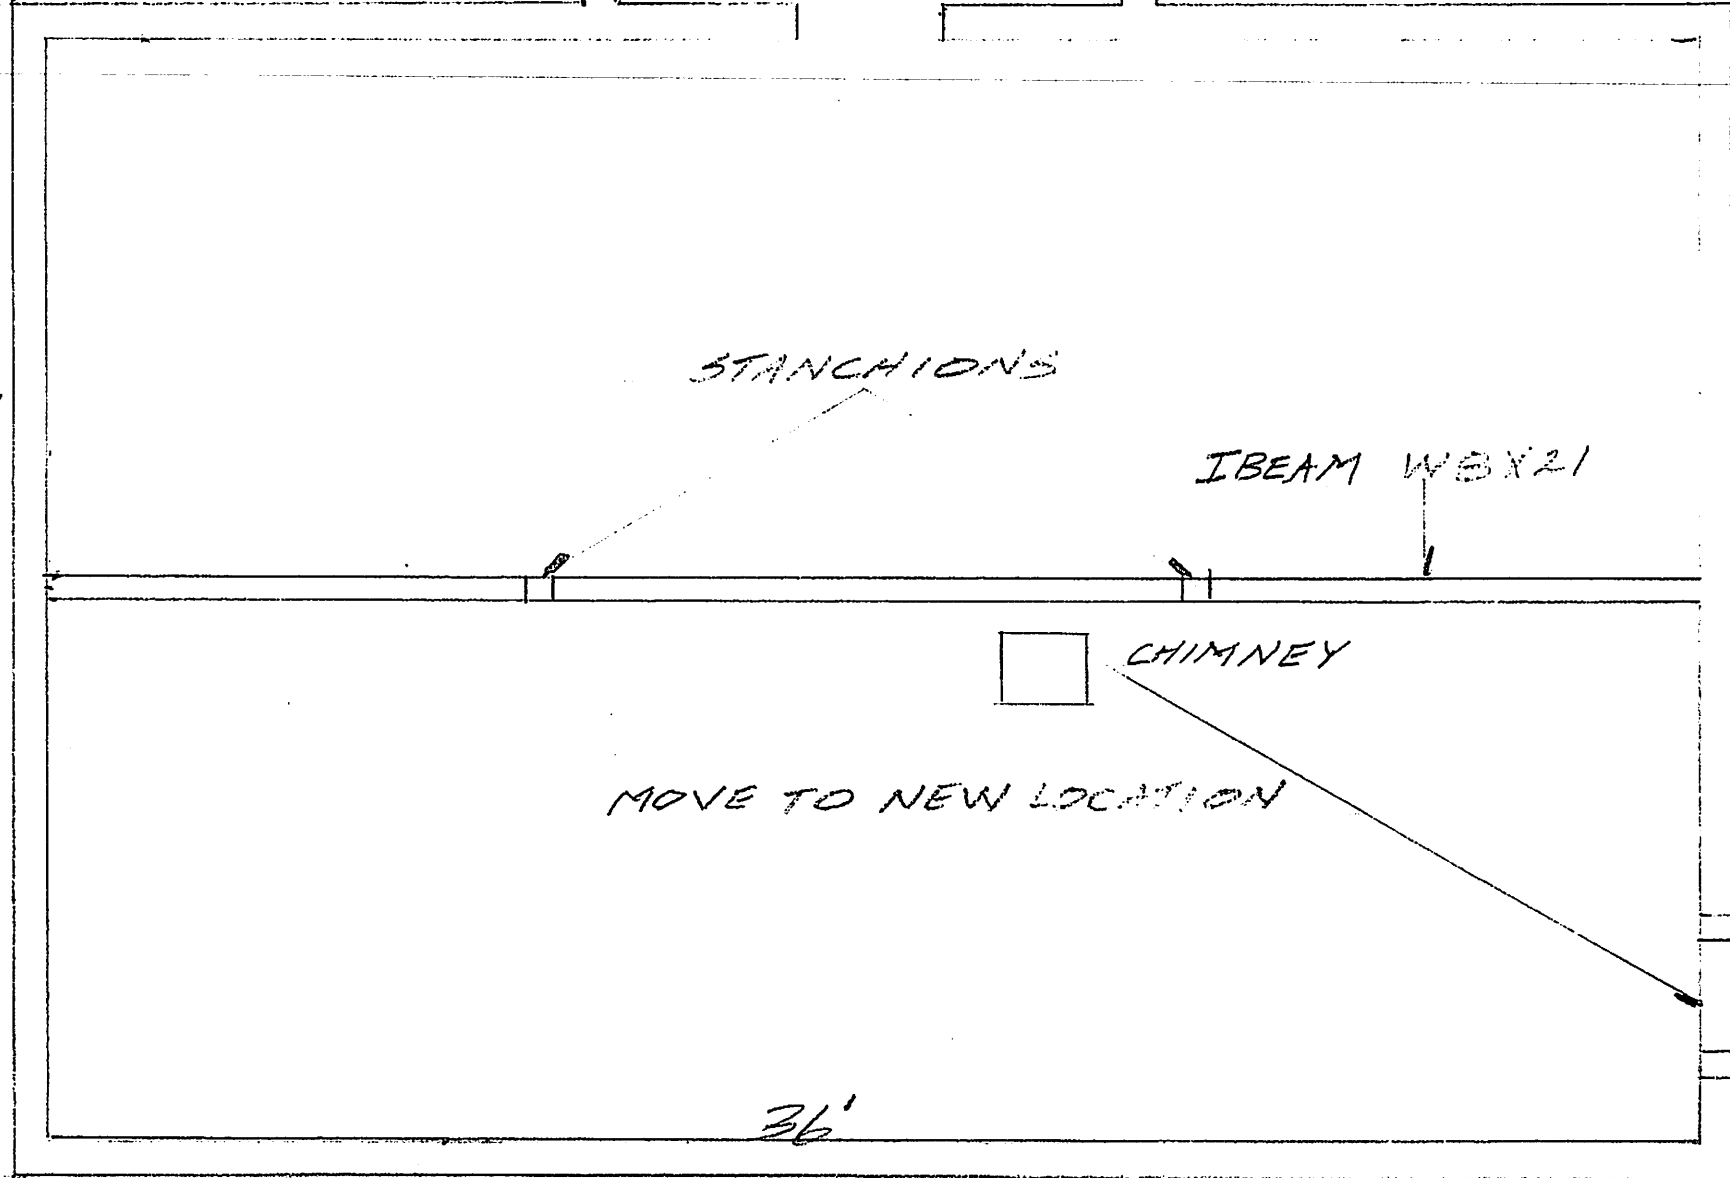 STANCHIONS
IBEAM W8X21
CHIMNEY
MOVE TO NEW LOCATION
36'